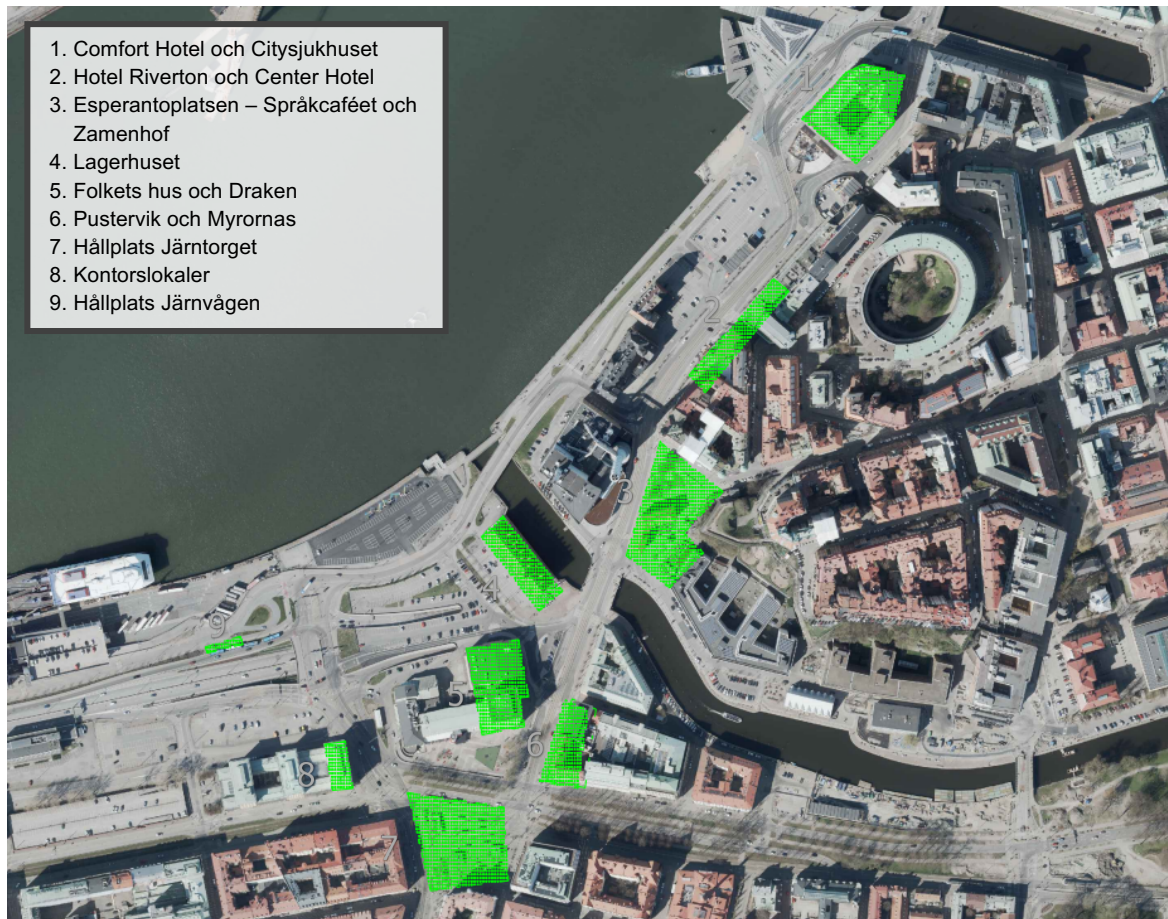 1. Comfort Hotel och Citysjukhuset
2. Hotel Riverton och Center Hotel
3. Esperantoplatsen – Språkcaféet och
Zamenhof
4. Lagerhuset
5. Folkets hus och Draken
6. Pustervik och Myrornas
7. Hållplats Järntorget
8. Kontorslokaler
9. Hållplats Järnvågen
1
2
3
9
5
6
8
7